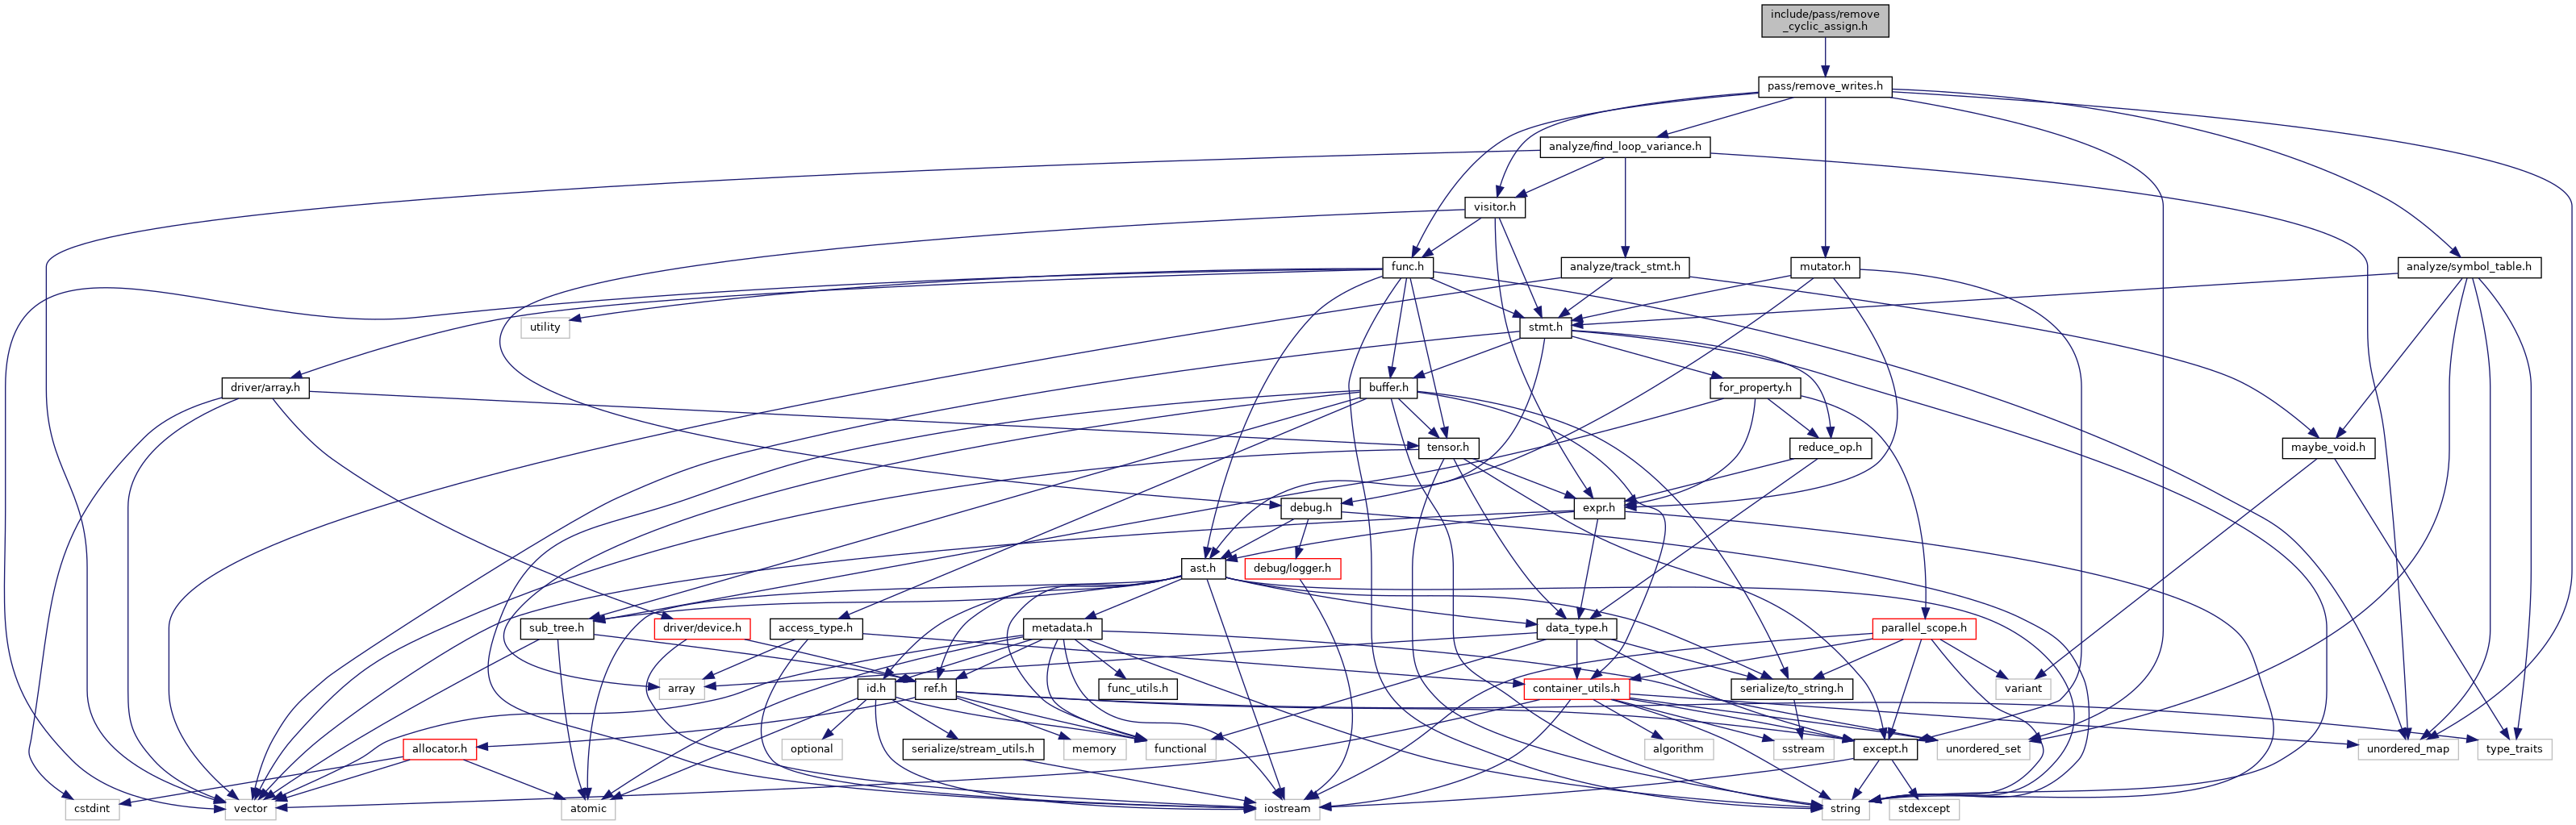 include/pass/remove
_cyclic_assign.h
pass/remove_writes.h
analyze/find_loop_variance.h
visitor.h
func.h
analyze/track_stmt.h
mutator.h
analyze/symbol_table.h
utility
stmt.h
driver/array.h
buffer.h
for_property.h
tensor.h
reduce_op.h
maybe_void.h
debug.h
expr.h
ast.h
debug/logger.h
sub_tree.h
driver/device.h
access_type.h
metadata.h
data_type.h
parallel_scope.h
array
id.h
ref.h
func_utils.h
container_utils.h
serialize/to_string.h
variant
allocator.h
optional
serialize/stream_utils.h
memory
functional
algorithm
sstream
except.h
unordered_set
unordered_map
type_traits
cstdint
vector
atomic
iostream
string
stdexcept